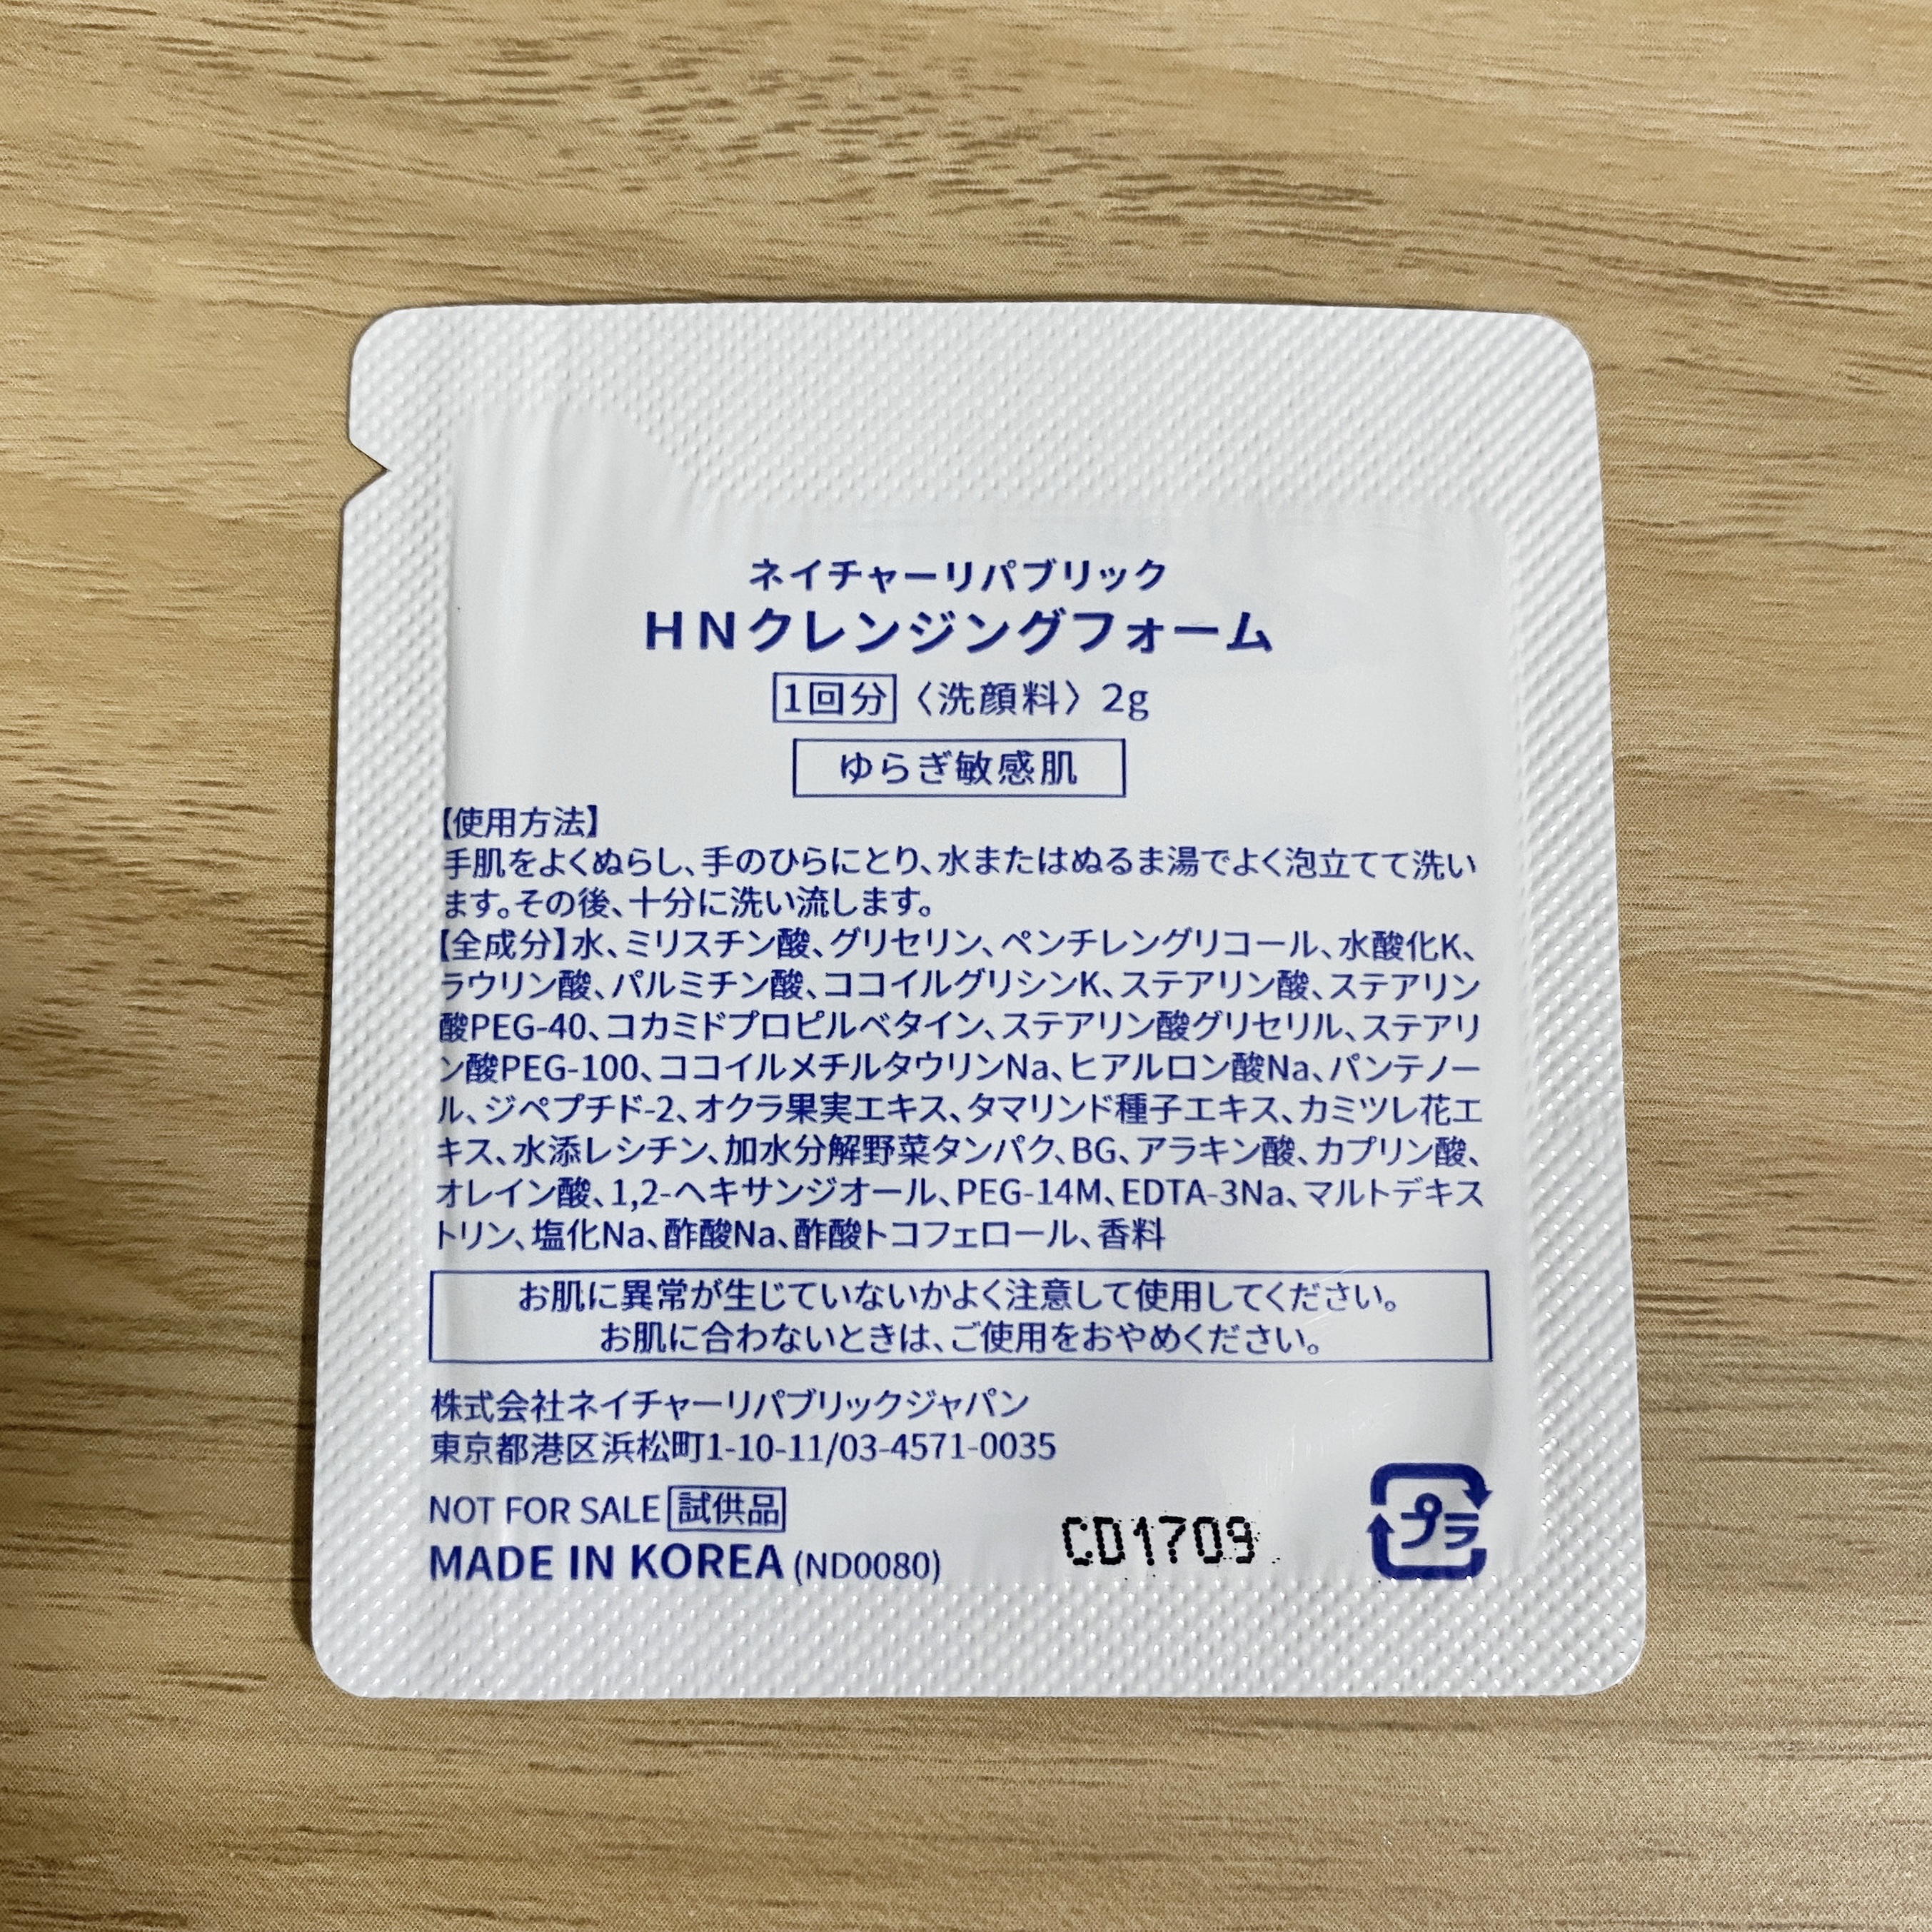 ネイチャーリパブリック
HNクレンジングフォーム
1回分〈洗顔料〉2g
ゆらぎ敏感肌
【使用方法】
手肌をよくぬらし、手のひらにとり、水またはぬるま湯でよく泡立てて洗い
ます。その後、十分に洗い流します。
【全成分】水、ミリスチン酸、グリセリン、ペンチレングリコール、水酸化K、
ラウリン酸、パルミチン酸、ココイルグリシンK、ステアリン酸、ステアリン
酸PEG-40、コカミドプロピルベタイン、ステアリン酸グリセリル、ステアリ
ン酸PEG-100、ココイルメチルタウリンNa、ヒアルロン酸Na、パンテノー
ル、ジペプチド-2、オクラ果実エキス、タマリンド種子エキス、カミツレ花エ
キス、水添レシチン、加水分解野菜タンパク、BG、アラキン酸、カプリン酸、
オレイン酸、1,2-ヘキサンジオール、PEG-14M、EDTA-3Na、マルトデキス
トリン、塩化Na、酢酸Na、酢酸トコフェロール、香料
お肌に異常が生じていないかよく注意して使用してください。
お肌に合わないときは、ご使用をおやめください。
株式会社ネイチャーリパブリックジャパン
東京都港区浜松町1-10-11/03-4571-0035
NOT FOR SALE 試供品
MADE IN KOREA (ND0080)
CD1709
プラ